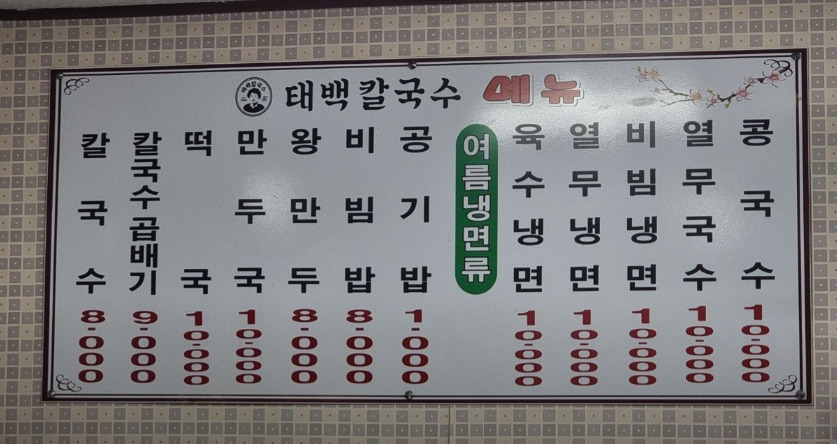 태백칼국수 메뉴
칼국수 8.000
칼국수곱배기 9.000
떡국 10.000
만두국 10.000
왕만두 8.000
비빔밥 8.000
공기밥 1.000
여름냉면류
육수냉면 10.000
열무냉면 10.000
비빔냉면 10.000
열무국수 10.000
콩국수 10.000